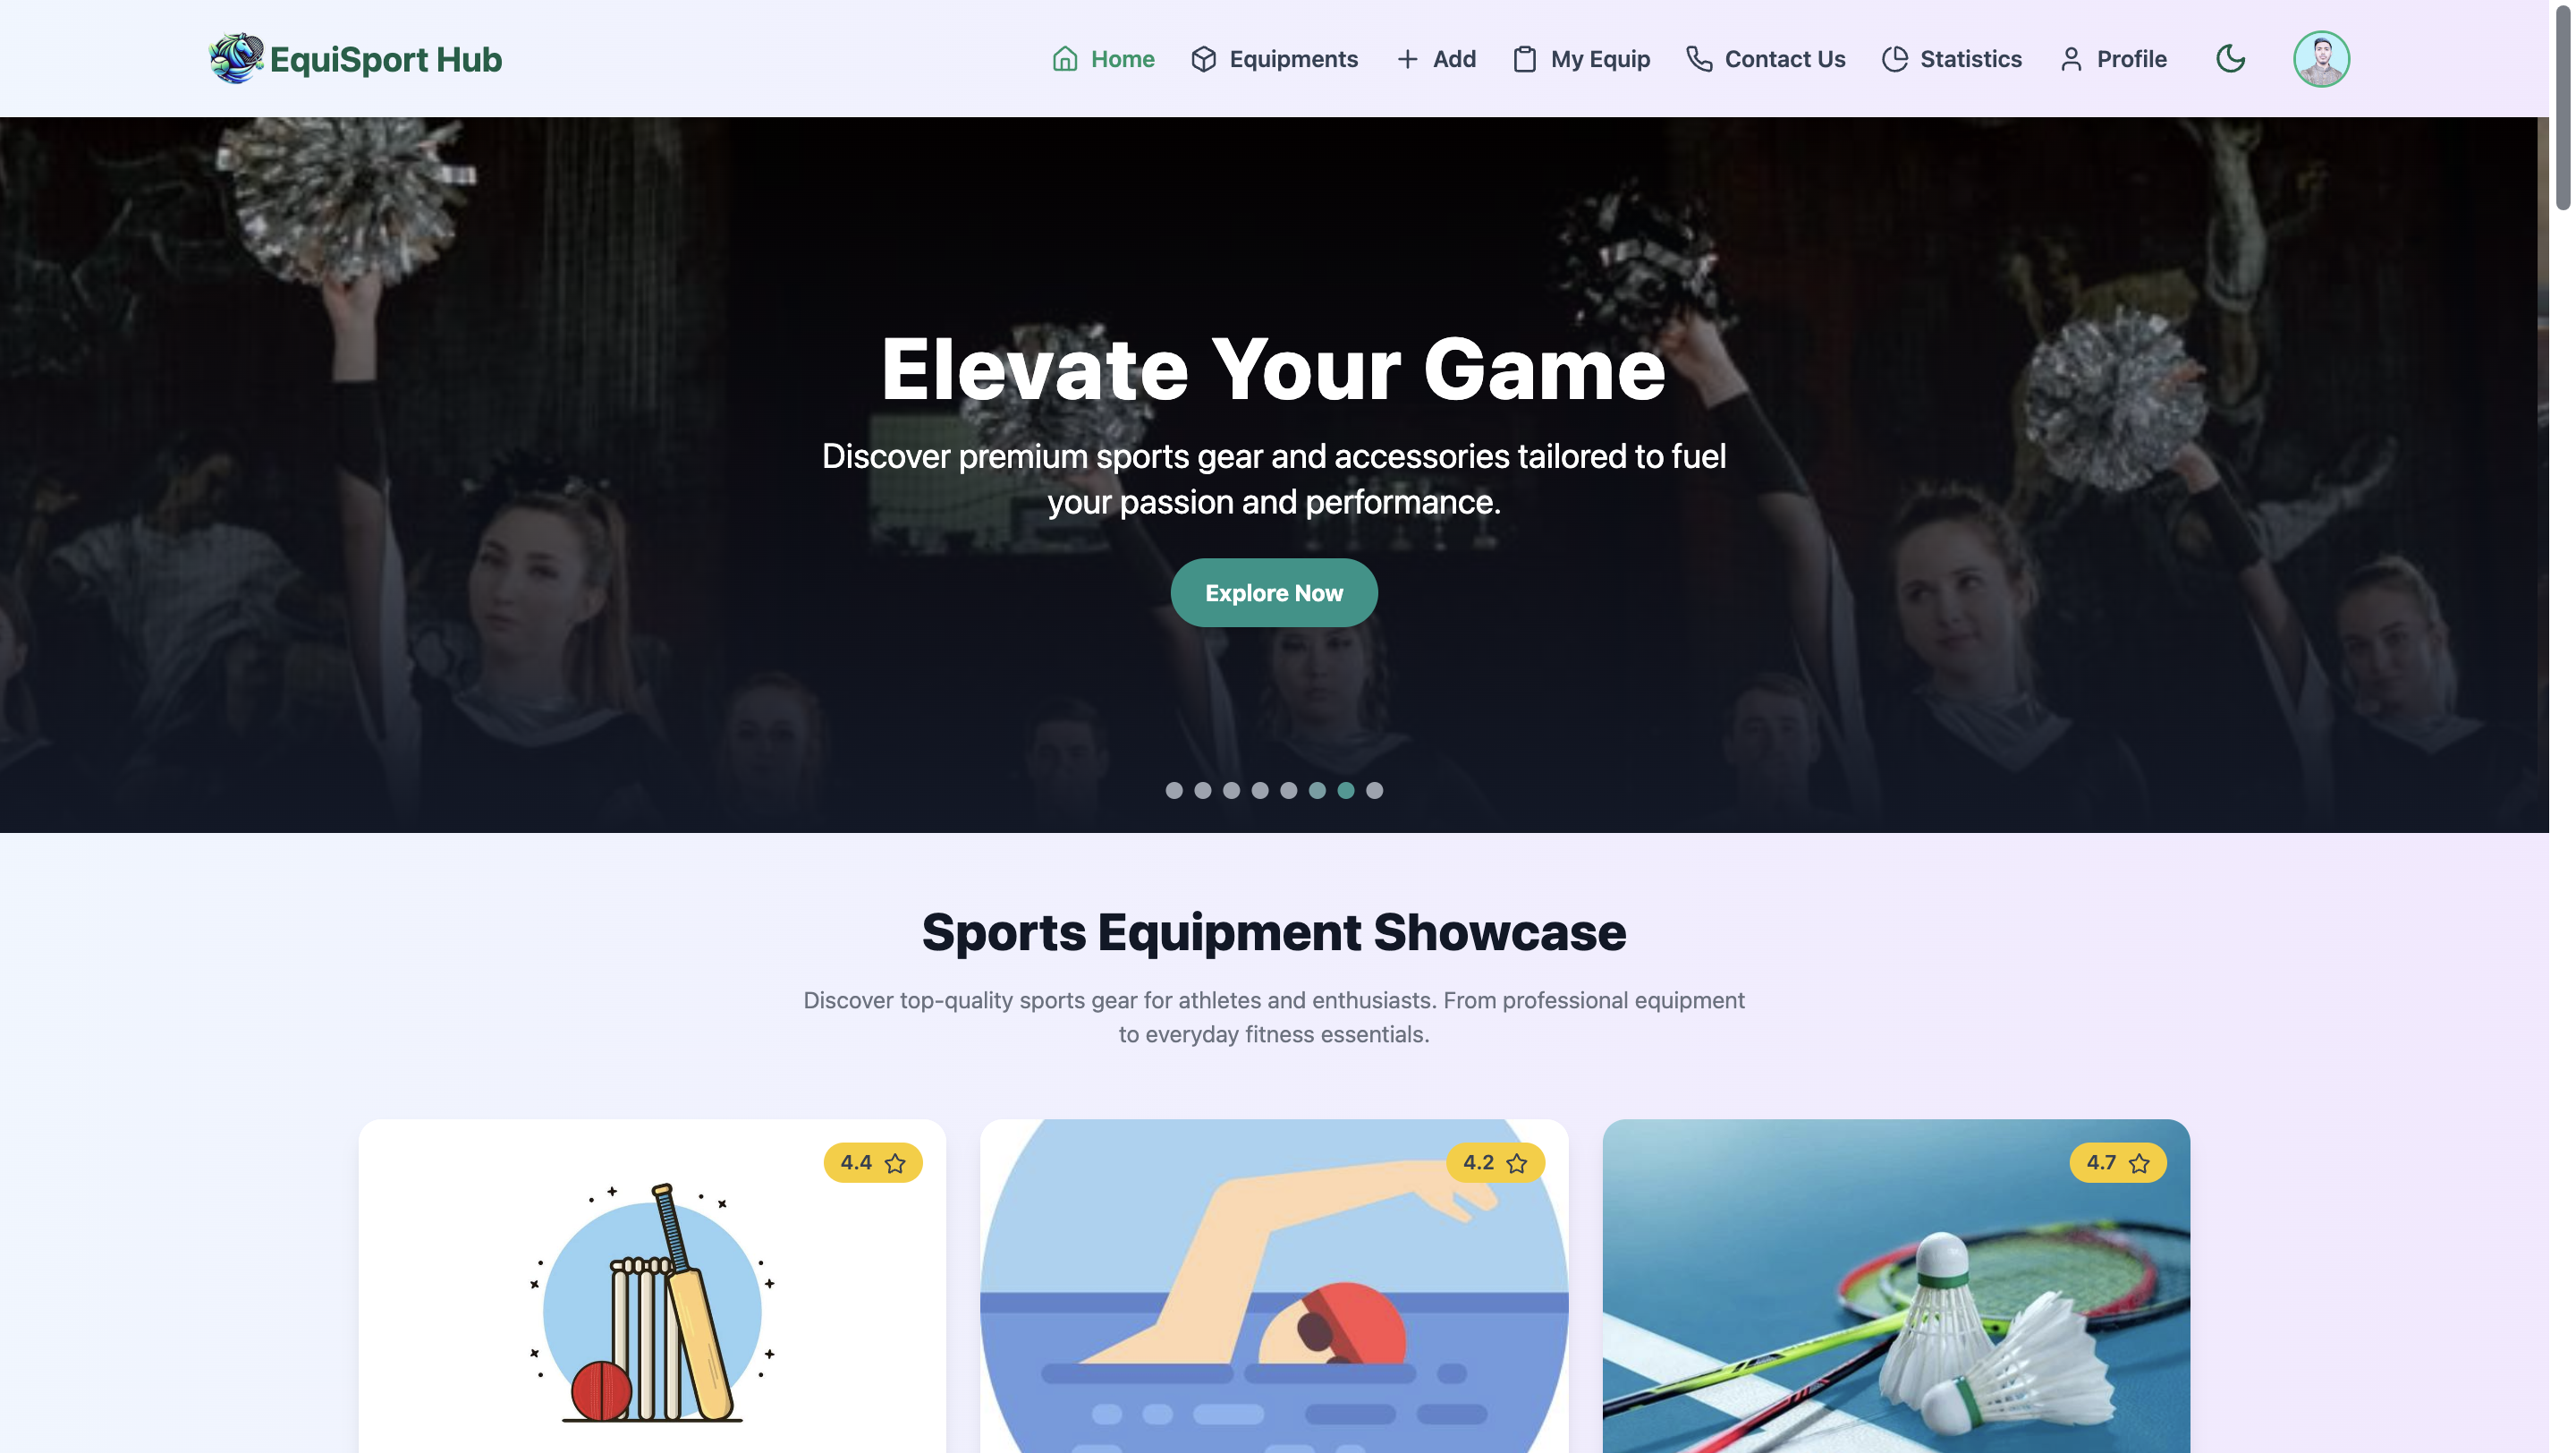 EquiSport Hub
Home Equipments Add My Equip Contact Us Statistics Profile
Elevate Your Game
Discover premium sports gear and accessories tailored to fuel
your passion and performance.
Explore Now
Sports Equipment Showcase
Discover top-quality sports gear for athletes and enthusiasts. From professional equipment
to everyday fitness essentials.
4.4
4.2
4.7